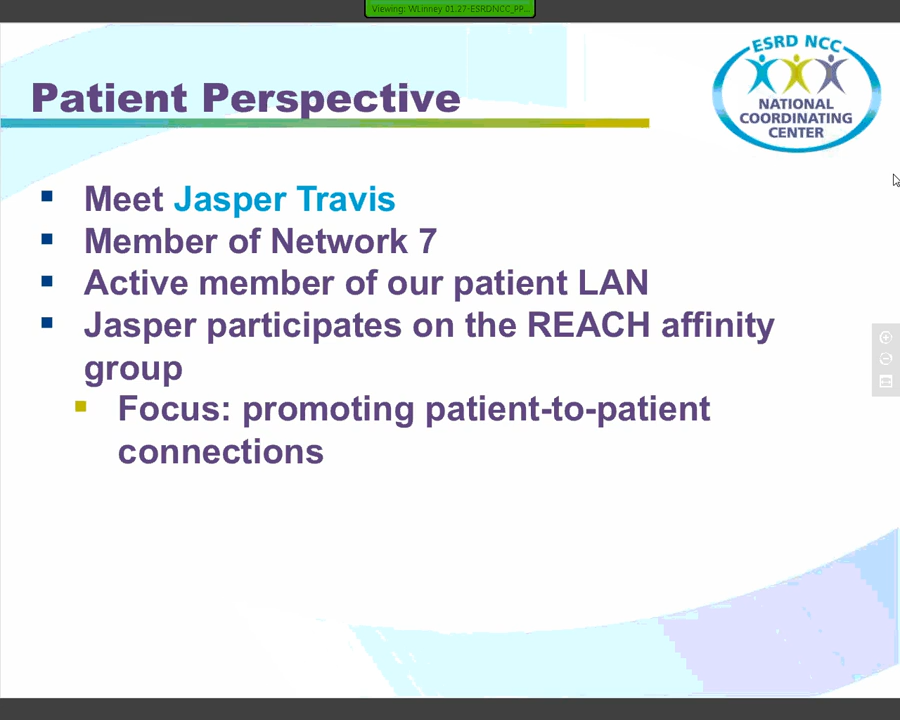 Viewing: WLinney 01.27-ESRDNCC_PP...
Patient Perspective
ESRD NCC
NATIONAL
COORDINATING
CENTER
Meet Jasper Travis
Member of Network 7
Active member of our patient LAN
Jasper participates on the REACH affinity
group
Focus: promoting patient-to-patient
connections